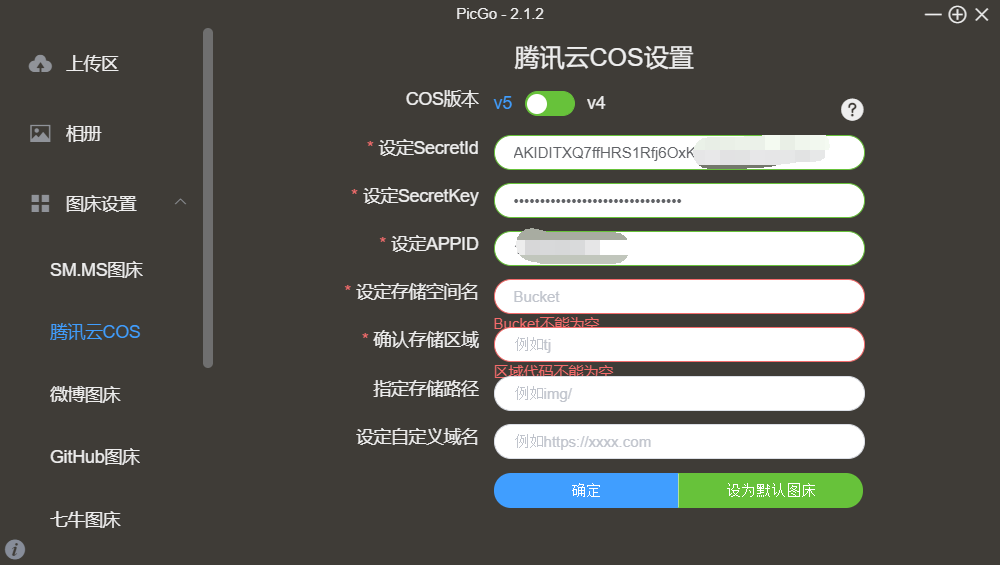 PicGo - 2.1.2
上传区
相册
图床设置
SM.MS图床
腾讯云COS
微博图床
GitHub图床
七牛图床
腾讯云COS设置
COS版本 v5 v4
?
* 设定SecretId AKIDITXQ7ffHRS1Rfj6OxK
* 设定SecretKey ••••••••••••••••••••••••••••••••
* 设定APPID
* 设定存储空间名 Bucket
Bucket不能为空
* 确认存储区域 例如tj
区域代码不能为空
指定存储路径 例如img/
设定自定义域名 例如https://xxxx.com
确定 设为默认图床
i